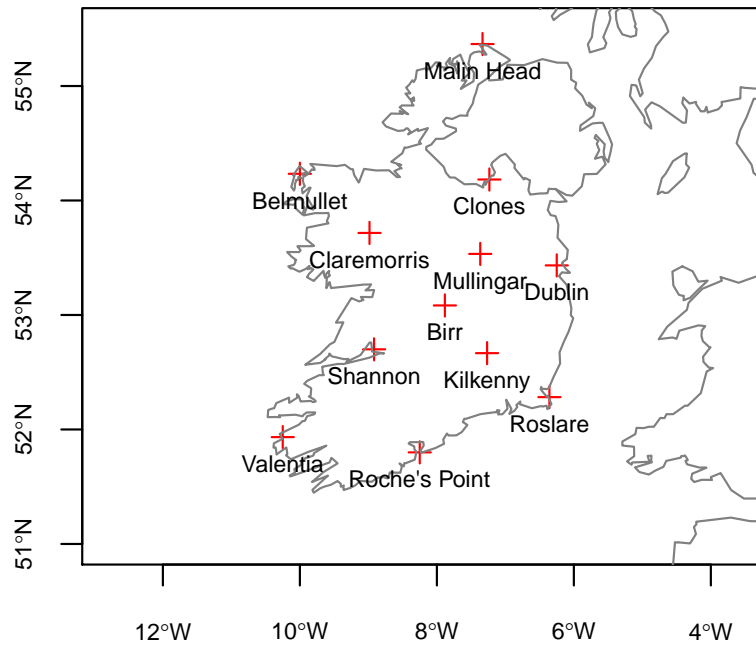 55°N
Malin Head
54°N
Belmullet
Clones
Claremorris
Mullingar
Dublin
53°N
Birr
Shannon
Kilkenny
52°N
Roslare
Valentia
Roche's Point
51°N
12°W 10°W 8°W 6°W 4°W